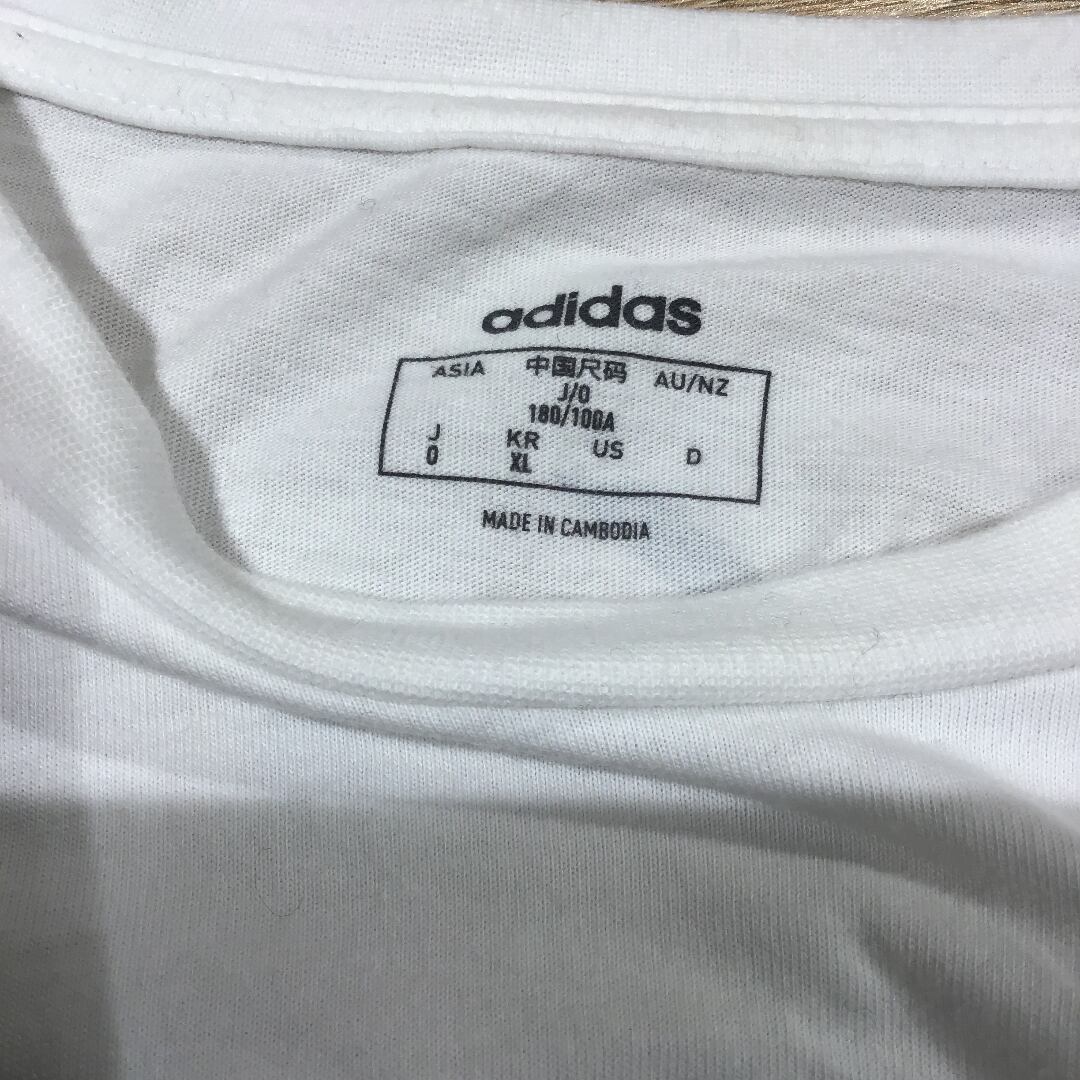 adidas
ASIA 中国尺码 AU/NZ
J/O
180/100A
J KR US D
O XL
MADE IN CAMBODIA